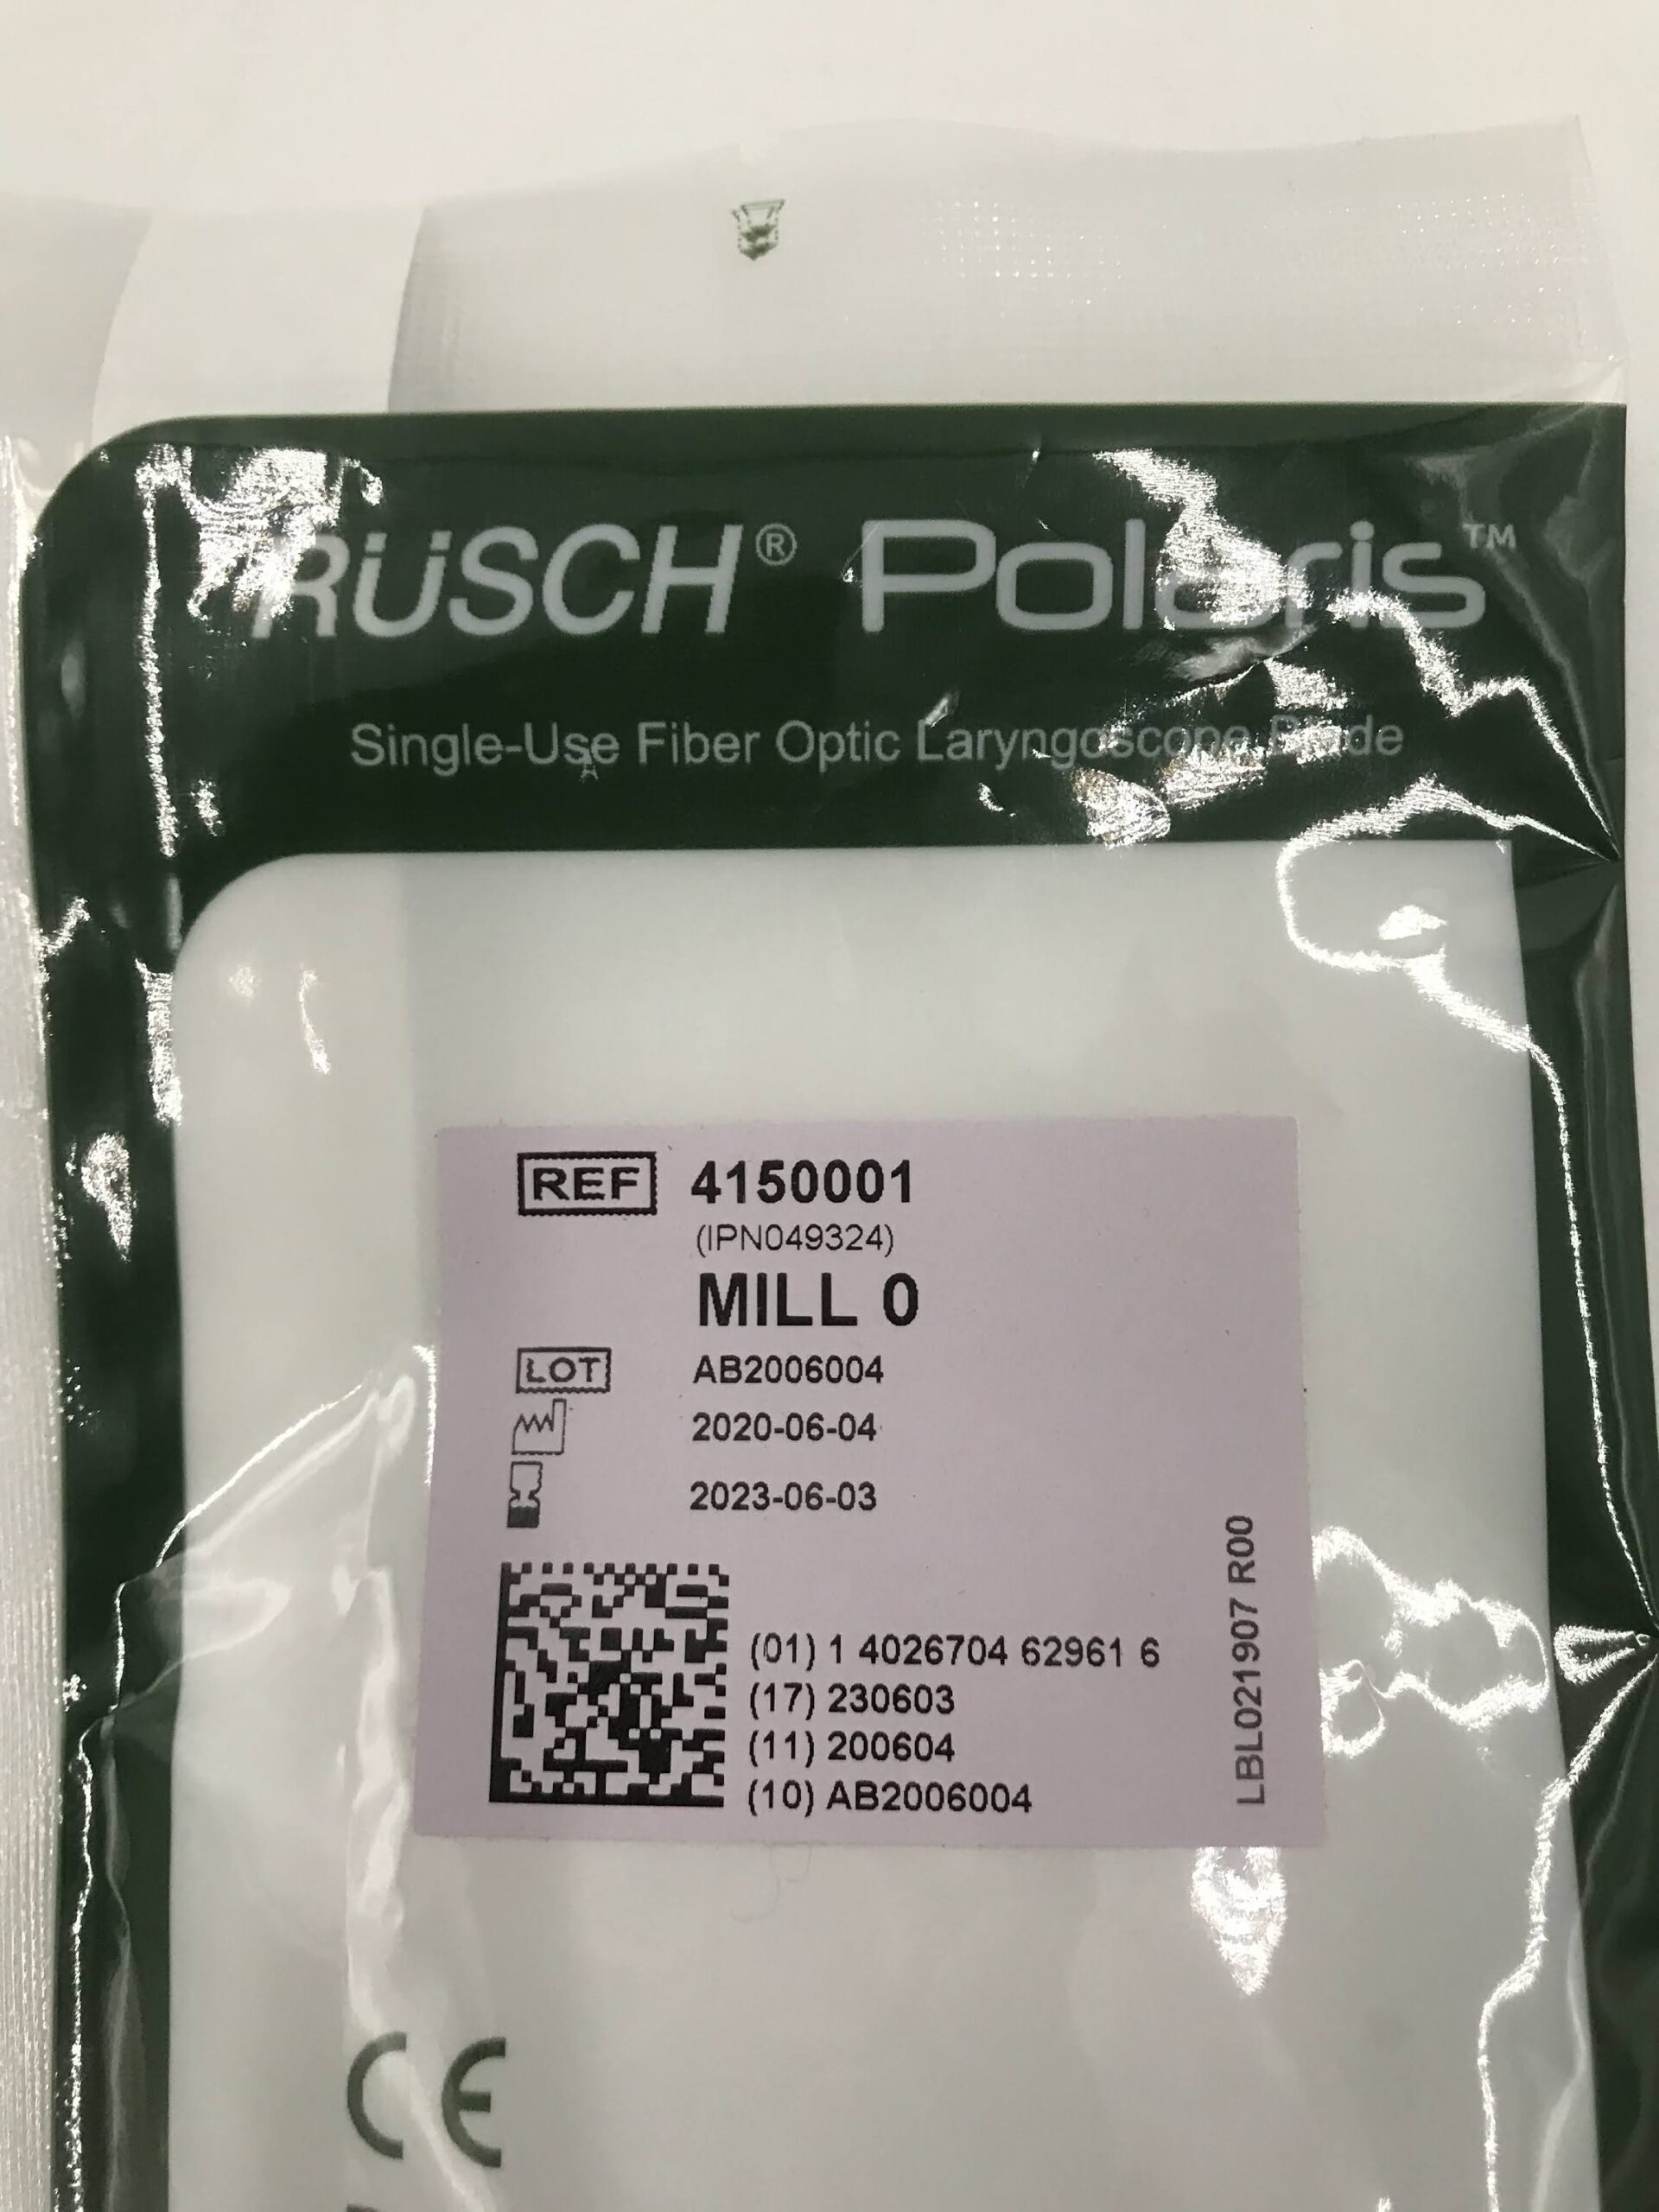 RÜSCH® Polaris™
Single-Use Fiber Optic Laryngoscope Blade
REF 4150001
(IPN049324)
MILL 0
LOT AB2006004
2020-06-04
2023-06-03
(01) 1 4026704 62961 6
(17) 230603
(11) 200604
(10) AB2006004
LBL021907 R00
CE